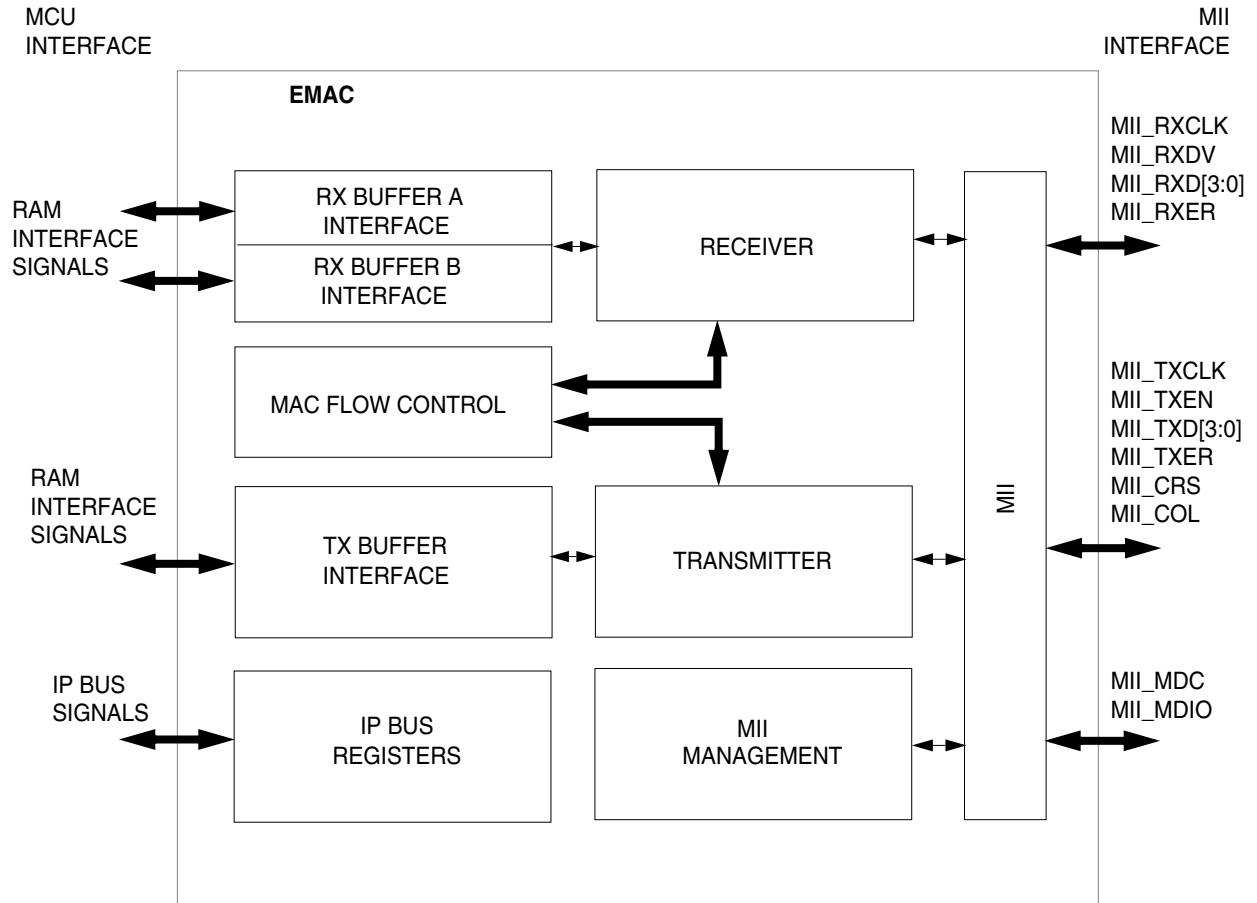 MCU
INTERFACE
MII
INTERFACE
EMAC
RAM
INTERFACE
SIGNALS
RX BUFFER A
INTERFACE
RX BUFFER B
INTERFACE
RECEIVER
MII_RXCLK
MII_RXDV
MII_RXD[3:0]
MII_RXER
MAC FLOW CONTROL
RAM
INTERFACE
SIGNALS
TX BUFFER
INTERFACE
TRANSMITTER
MII
MII_TXCLK
MII_TXEN
MII_TXD[3:0]
MII_TXER
MII_CRS
MII_COL
IP BUS
SIGNALS
IP BUS
REGISTERS
MII
MANAGEMENT
MII_MDC
MII_MDIO